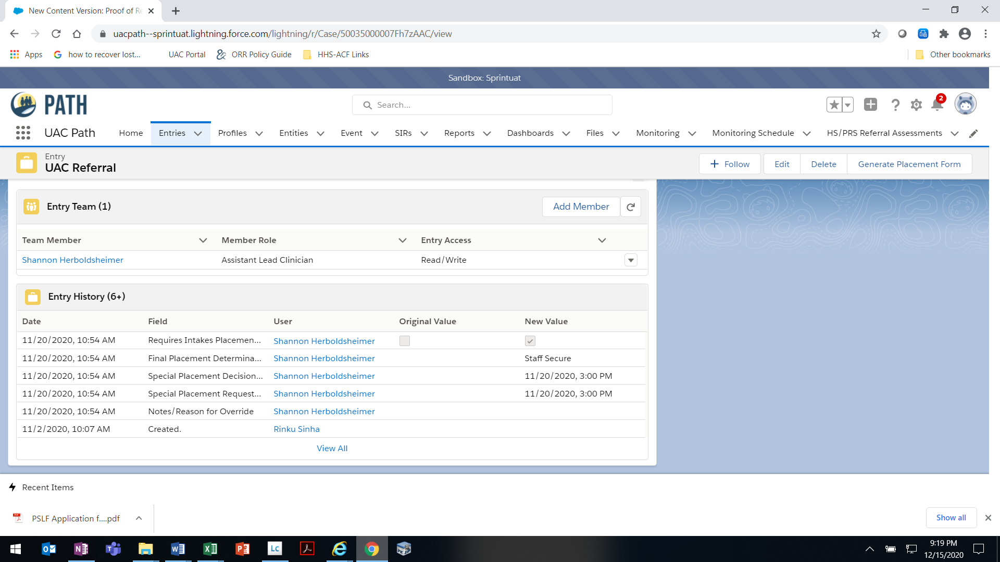 New Content Version: Proof of Re
uacpath--sprintuat.lightning.force.com/lightning/r/Case/50035000007Fh7zAAC/view
Apps how to recover lost... UAC Portal ORR Policy Guide HHS-ACF Links Other bookmarks
Sandbox: Sprintuat
PATH
Search...
2
UAC Path Home Entries Profiles Entities Event SIRs Reports Dashboards Files Monitoring Monitoring Schedule HS/PRS Referral Assessments
Entry
UAC Referral
Follow Edit Delete Generate Placement Form
Entry Team (1)
Add Member
Team Member Member Role Entry Access
Shannon Herboldsheimer Assistant Lead Clinician Read/Write
Entry History (6+)
Date Field User Original Value New Value
11/20/2020, 10:54 AM Requires Intakes Placemen... Shannon Herboldsheimer
11/20/2020, 10:54 AM Final Placement Determina... Shannon Herboldsheimer Staff Secure
11/20/2020, 10:54 AM Special Placement Decision... Shannon Herboldsheimer 11/20/2020, 3:00 PM
11/20/2020, 10:54 AM Special Placement Request... Shannon Herboldsheimer 11/20/2020, 3:00 PM
11/20/2020, 10:54 AM Notes/Reason for Override Shannon Herboldsheimer
11/2/2020, 10:07 AM Created. Rinku Sinha
View All
Recent Items
PSLF Application f....pdf
Show all
Lc
9:19 PM
12/15/2020